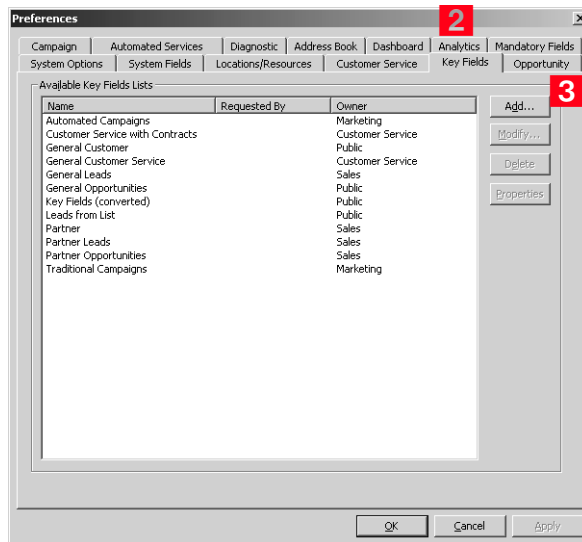 Preferences
2
Campaign Automated Services Diagnostic Address Book Dashboard Analytics Mandatory Fields
System Options System Fields Locations/Resources Customer Service Key Fields Opportunity
Available Key Fields Lists
3
Name Requested By Owner Add...
Automated Campaigns Marketing
Customer Service with Contracts Customer Service Modify...
General Customer Public
General Customer Service Customer Service Delete
General Leads Sales
General Opportunities Public Properties
Key Fields (converted) Public
Leads from List Public
Partner Sales
Partner Leads Sales
Partner Opportunities Sales
Traditional Campaigns Marketing
OK Cancel Apply